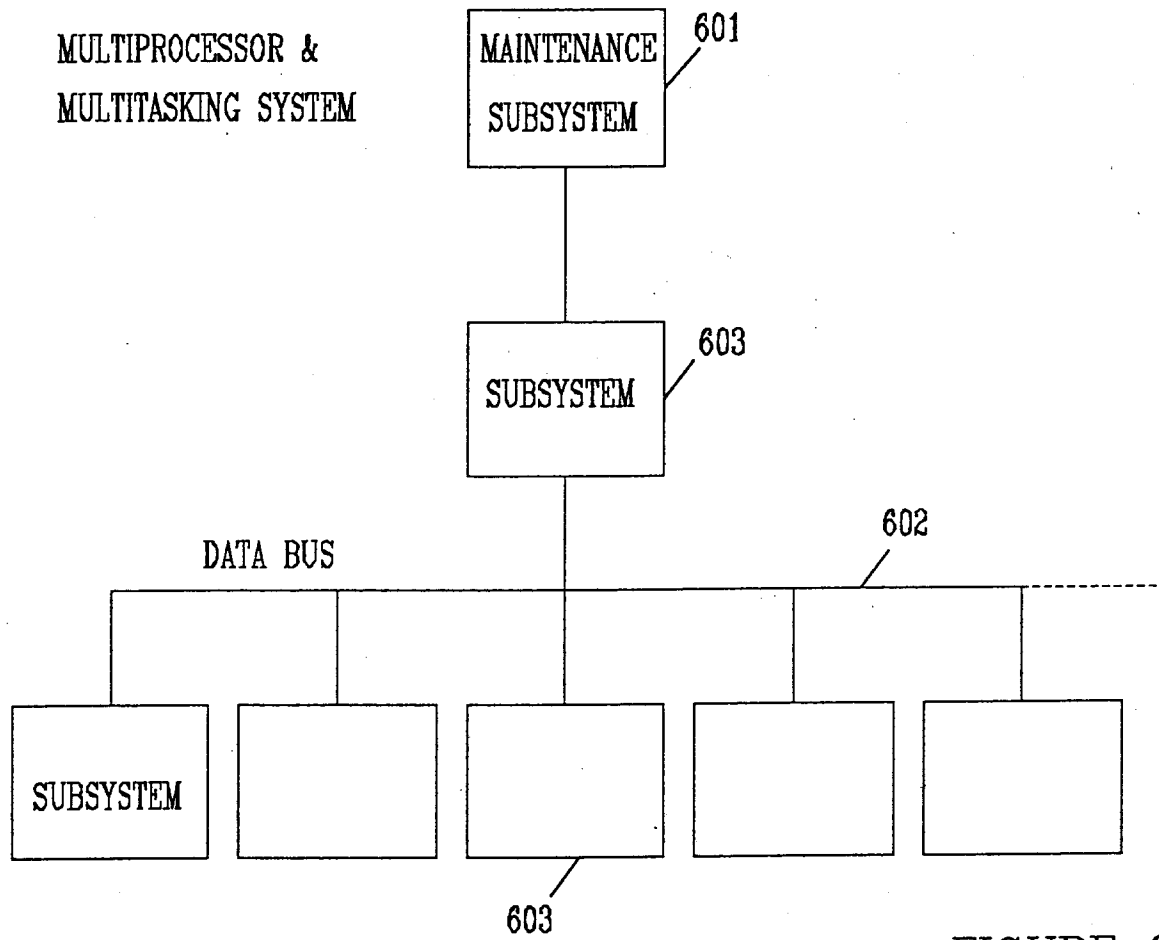 MULTIPROCESSOR &
MULTITASKING SYSTEM
MAINTENANCE
SUBSYSTEM
601
SUBSYSTEM
603
DATA BUS
602
SUBSYSTEM
603